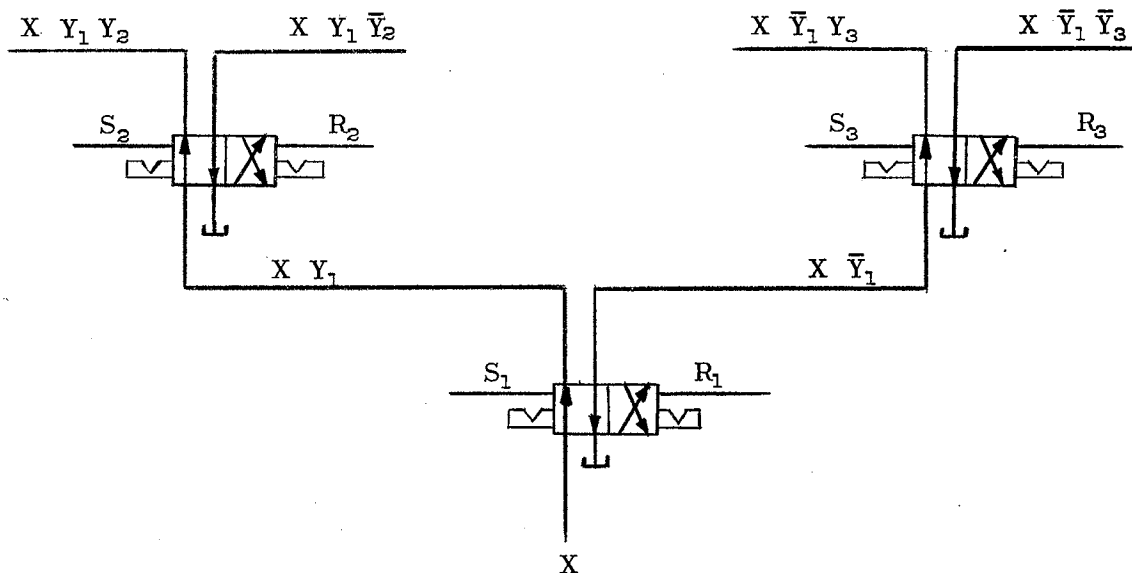 X Y₁ Y₂
X Y₁ Ȳ₂
X Ȳ₁ Y₃
X Ȳ₁ Ȳ₃
S₂
R₂
S₃
R₃
X Y₁
X Ȳ₁
S₁
R₁
X